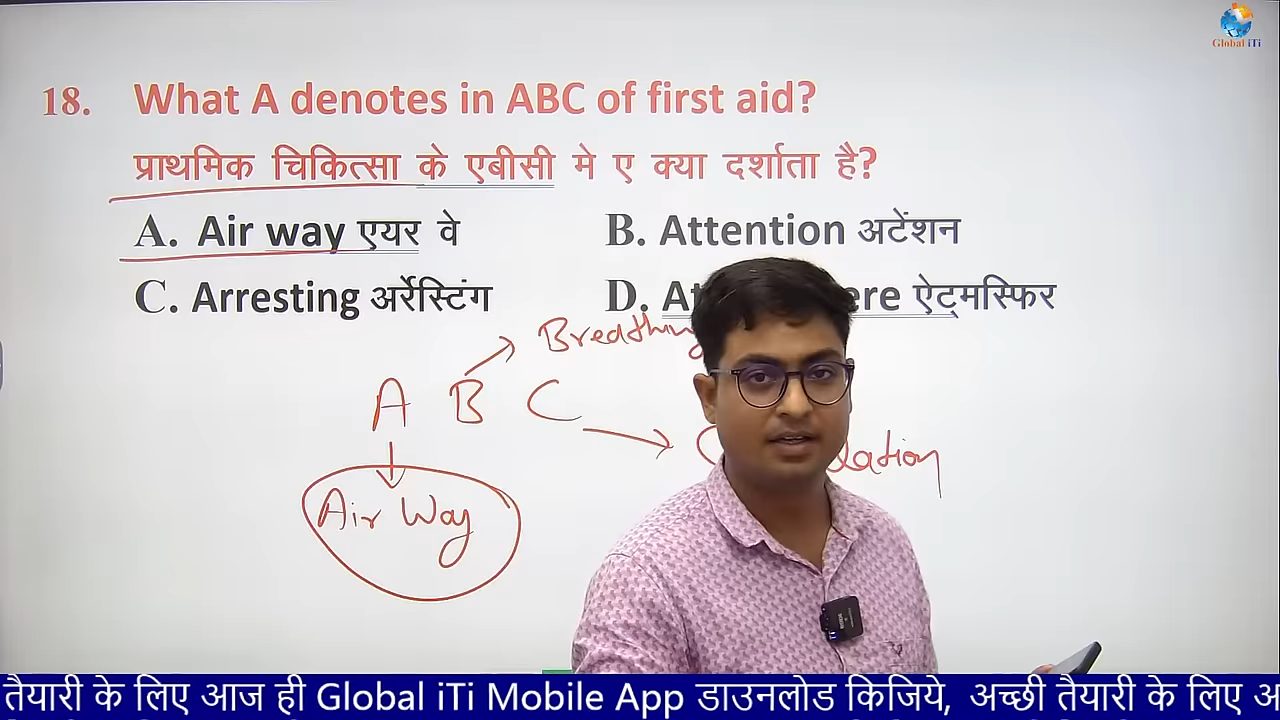 Global iTi
18. What A denotes in ABC of first aid?
प्राथमिक चिकित्सा के एबीसी मे ए क्या दर्शाता है?
A. Air way एयर वे
B. Attention अटेंशन
C. Arresting अर्रेस्टिंग
D. ऐट्मस्फिर
Breathing
A B C
Air Way
तैयारी के लिए आज ही Global iTi Mobile App डाउनलोड किजिये, अच्छी तैयारी के लिए